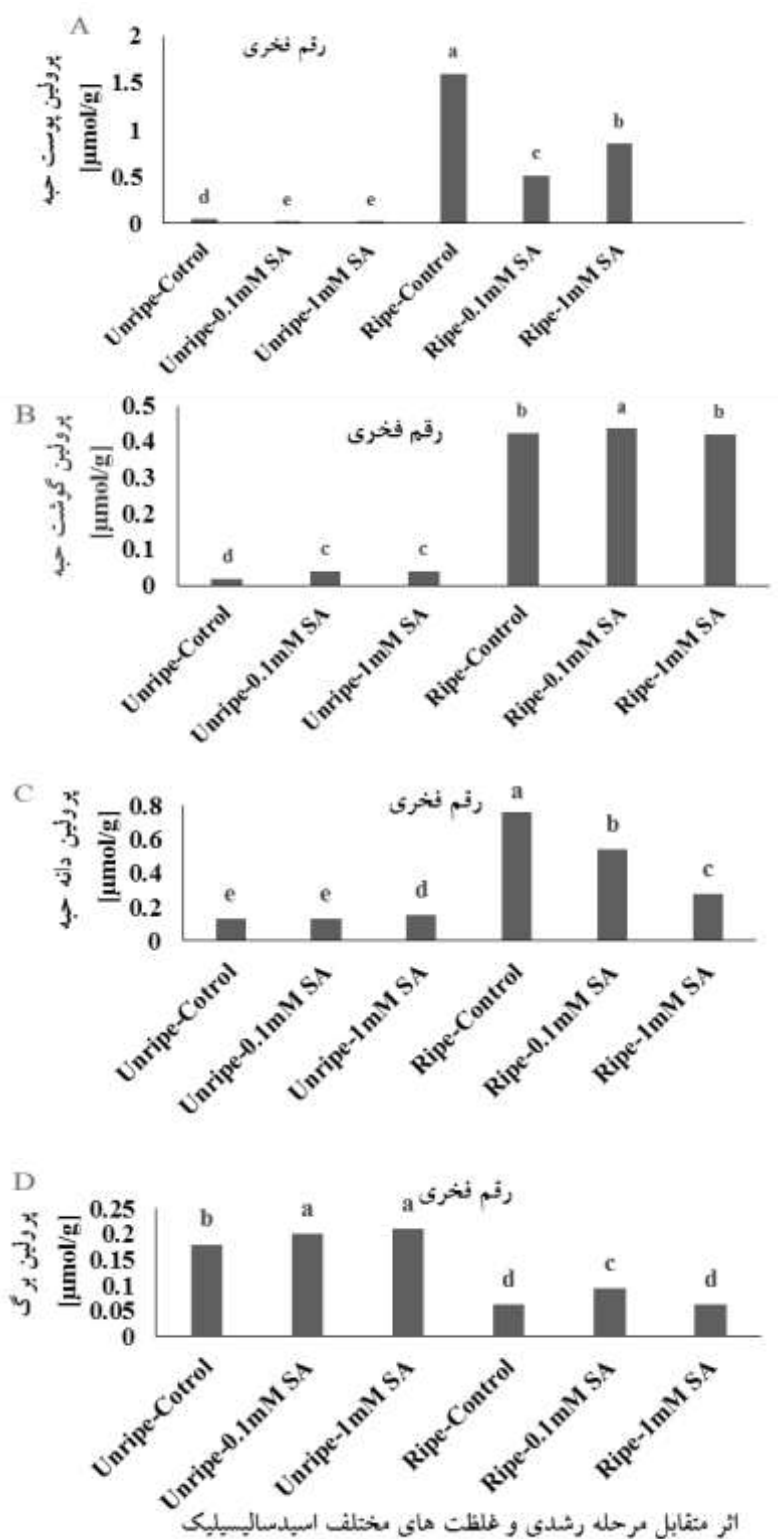 A
رقم فخری
پرولین پوست حبه
[µmol/g]
2
1.5
1
0.5
0
d
e
e
a
c
b
Unripe-Cotrol
Unripe-0.1mM SA
Unripe-1mM SA
Ripe-Control
Ripe-0.1mM SA
Ripe-1mM SA
B
رقم فخری
پرولین گوشت حبه
[µmol/g]
0.5
0.4
0.3
0.2
0.1
0
d
c
c
b
a
b
Unripe-Cotrol
Unripe-0.1mM SA
Unripe-1mM SA
Ripe-Control
Ripe-0.1mM SA
Ripe-1mM SA
C
رقم فخری
پرولین دانه حبه
[µmol/g]
0.8
0.6
0.4
0.2
0
e
e
d
a
b
c
Unripe-Cotrol
Unripe-0.1mM SA
Unripe-1mM SA
Ripe-Control
Ripe-0.1mM SA
Ripe-1mM SA
D
رقم فخری
پرولین برگ
[µmol/g]
0.25
0.2
0.15
0.1
0.05
0
b
a
a
d
c
d
Unripe-Cotrol
Unripe-0.1mM SA
Unripe-1mM SA
Ripe-Control
Ripe-0.1mM SA
Ripe-1mM SA
اثر متقابل مرحله رشدی و غلظت های مختلف اسیدسالیسیلیک